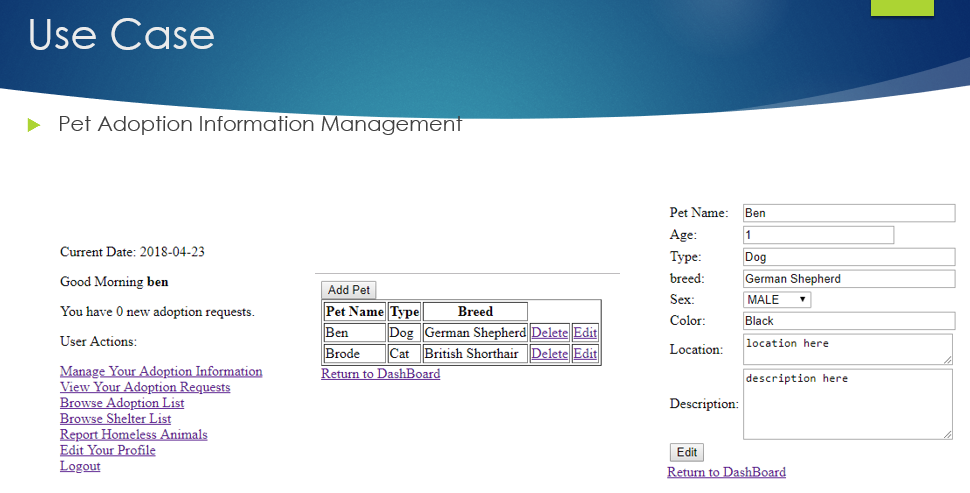 Use Case
Pet Adoption Information Management
Current Date: 2018-04-23
Good Morning ben
You have 0 new adoption requests.
User Actions:
Manage Your Adoption Information
View Your Adoption Requests
Browse Adoption List
Browse Shelter List
Report Homeless Animals
Edit Your Profile
Logout
Add Pet
Pet Name Type Breed
Ben Dog German Shepherd Delete Edit
Brode Cat British Shorthair Delete Edit
Return to DashBoard
Pet Name: Ben
Age: 1
Type: Dog
breed: German Shepherd
Sex: MALE
Color: Black
Location: location here
Description: description here
Edit
Return to DashBoard